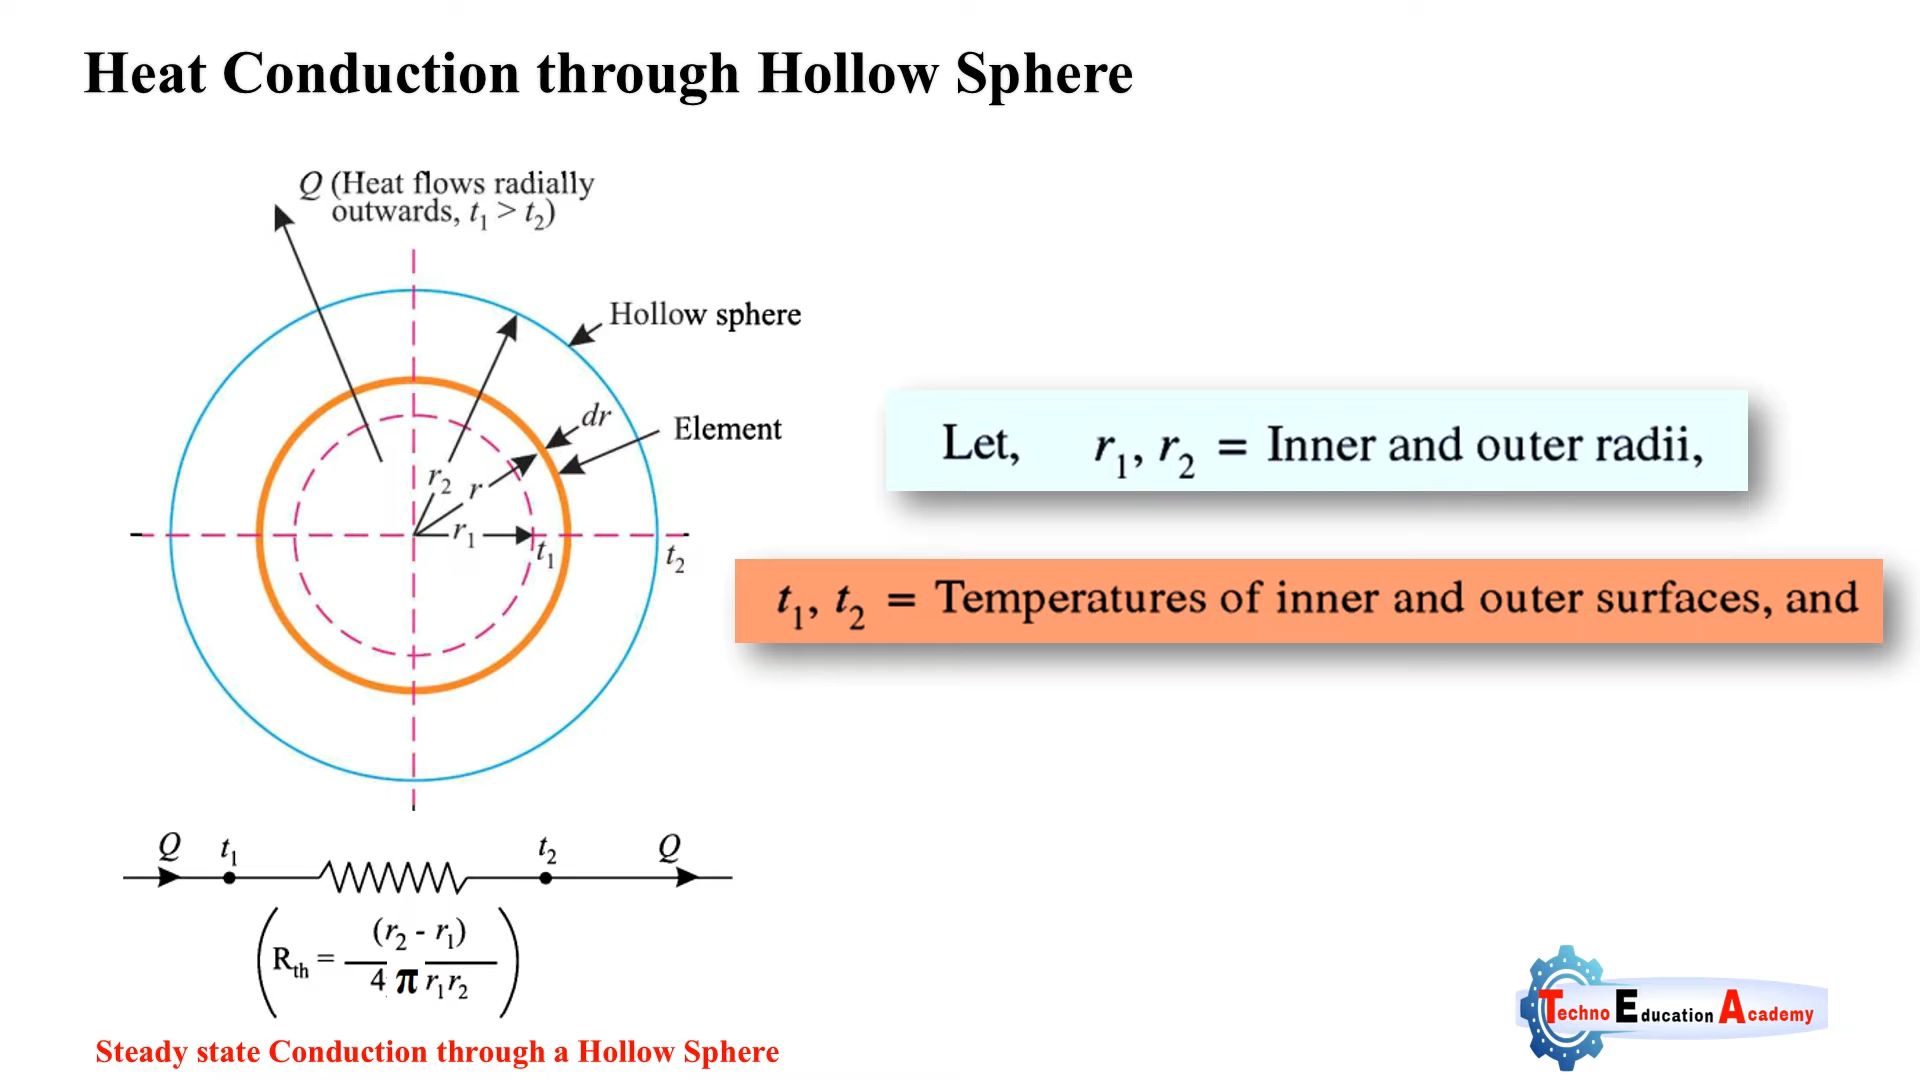 Heat Conduction through Hollow Sphere
Q (Heat flows radially
outwards, t₁ > t₂)
Hollow sphere
dr
Element
r₂
r
r₁
t₁
t₂
Let, r₁, r₂ = Inner and outer radii,
t₁, t₂ = Temperatures of inner and outer surfaces, and
Q t₁ t₂ Q
(r₂ - r₁)
Rth =
4 π r₁r₂
Steady state Conduction through a Hollow Sphere
Techno Education Academy